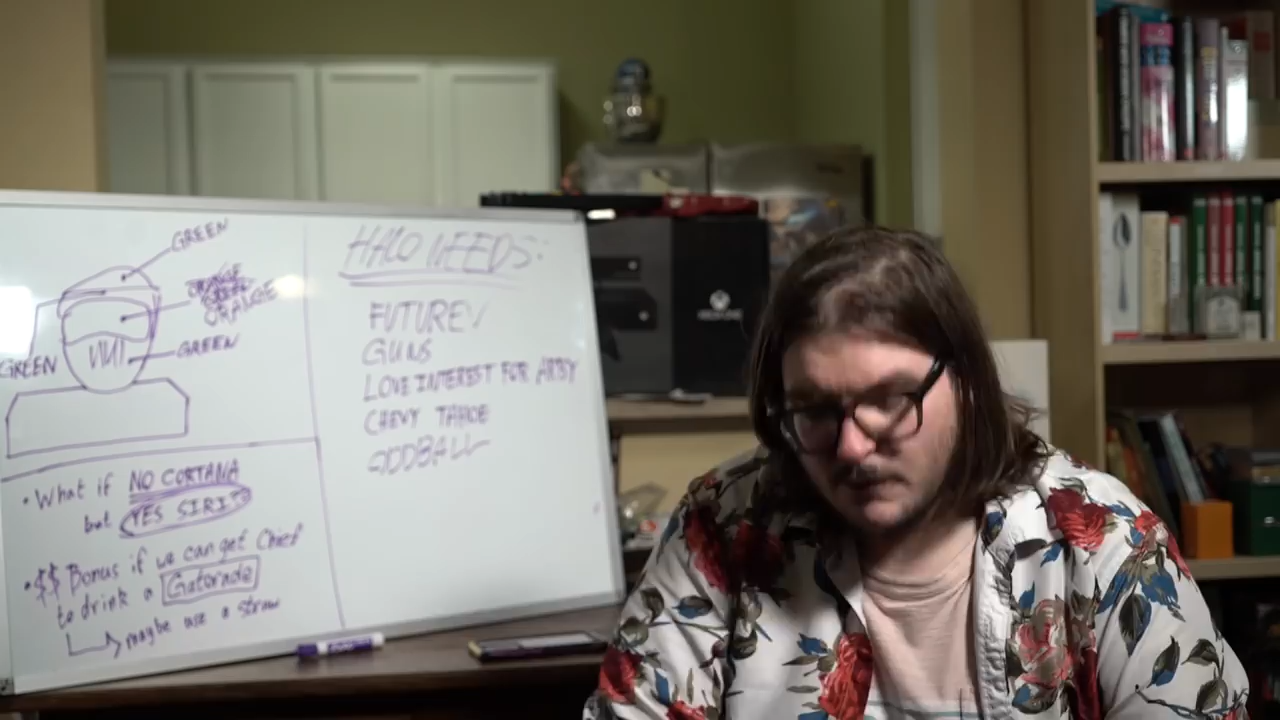 GREEN
ORANGE
GREEN
GREEN
• What if NO CORTANA
but YES SIRI?
• $$ Bonus if we can get Chief
to drink a Gatorade
maybe use a straw
HALO NEEDS:
FUTURE
GUNS
LOVE INTEREST FOR ARBY
CHEVY TAHOE
ODDBALL
XBOX ONE